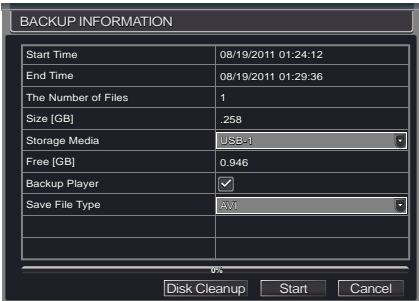 BACKUP INFORMATION
Start Time 08/19/2011 01:24:12
End Time 08/19/2011 01:29:36
The Number of Files 1
Size [GB] .258
Storage Media USB-1
Free [GB] 0.946
Backup Player
Save File Type AVI
0%
Disk Cleanup Start Cancel